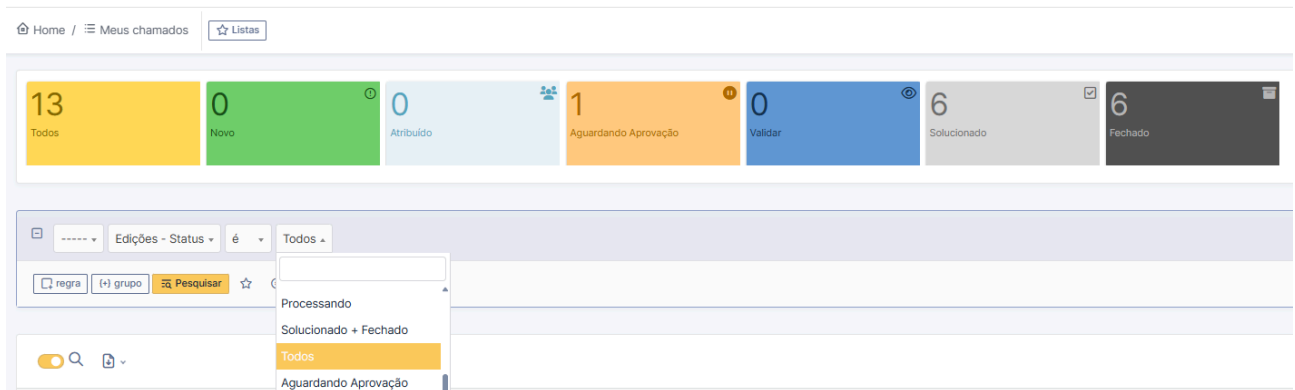 Home / Meus chamados Listas
13
Todos
0
Novo
0
Atribuído
1
Aguardando Aprovação
0
Validar
6
Solucionado
6
Fechado
----- Edições - Status é Todos
regra (+) grupo Pesquisar
Processando
Solucionado + Fechado
Todos
Aguardando Aprovação